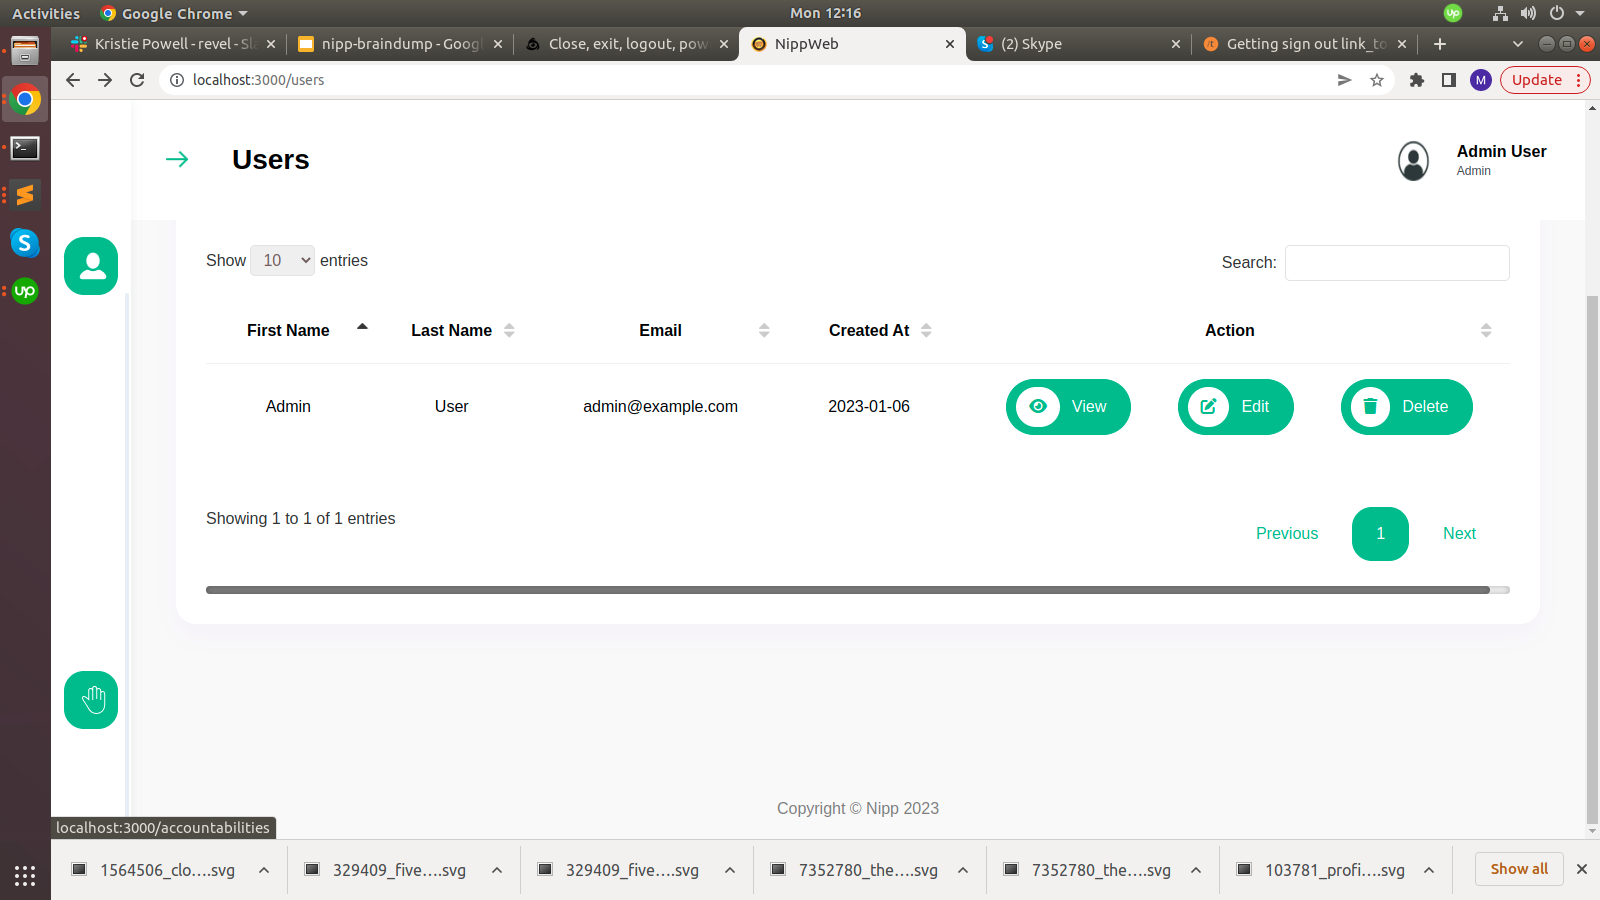 Activities Google Chrome Mon 12:16
Kristie Powell - revel - Sla nipp-braindump - Googl Close, exit, logout, pow NippWeb (2) Skype Getting sign out link_to
localhost:3000/users M Update
Users
Admin User
Admin
Show 10 entries Search:
First Name Last Name Email Created At Action
Admin User admin@example.com 2023-01-06 View Edit Delete
Showing 1 to 1 of 1 entries
Previous 1 Next
Copyright © Nipp 2023
localhost:3000/accountabilities
1564506_clo....svg 329409_five....svg 329409_five....svg 7352780_the....svg 7352780_the....svg 103781_profi....svg Show all